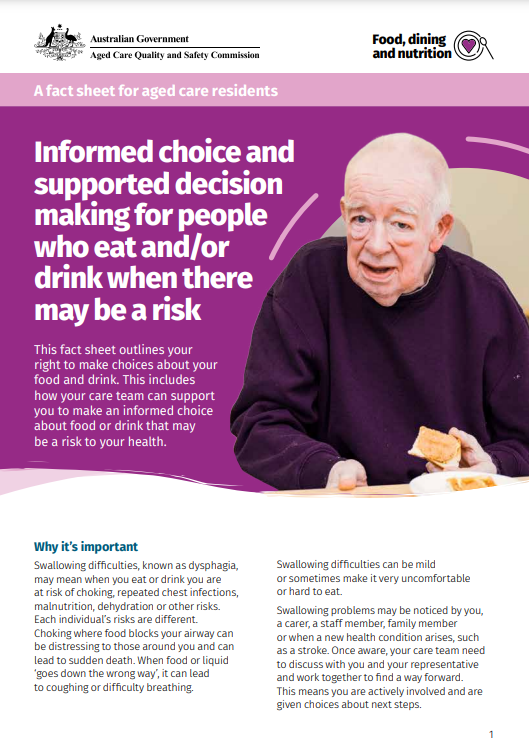 Australian Government
Aged Care Quality and Safety Commission
Food, dining
and nutrition
A fact sheet for aged care residents
Informed choice and
supported decision
making for people
who eat and/or
drink when there
may be a risk
This fact sheet outlines your
right to make choices about your
food and drink. This includes
how your care team can support
you to make an informed choice
about food or drink that may
be a risk to your health.
Why it's important
Swallowing difficulties, known as dysphagia,
may mean when you eat or drink you are
at risk of choking, repeated chest infections,
malnutrition, dehydration or other risks.
Each individual's risks are different.
Choking where food blocks your airway can
be distressing to those around you and can
lead to sudden death. When food or liquid
'goes down the wrong way', it can lead
to coughing or difficulty breathing.
Swallowing difficulties can be mild
or sometimes make it very uncomfortable
or hard to eat.
Swallowing problems may be noticed by you,
a carer, a staff member, family member
or when a new health condition arises, such
as a stroke. Once aware, your care team need
to discuss with you and your representative
and work together to find a way forward.
This means you are actively involved and are
given choices about next steps.
1